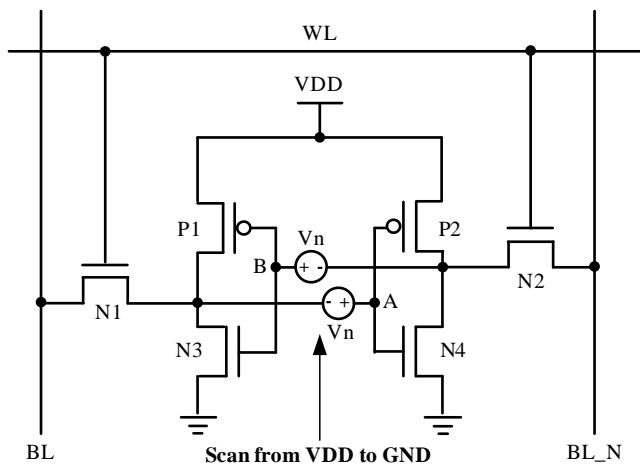 WL
VDD
P1
Vn
P2
B
+ -
N2
- +
A
N1
Vn
N3
N4
BL
Scan from VDD to GND
BL_N